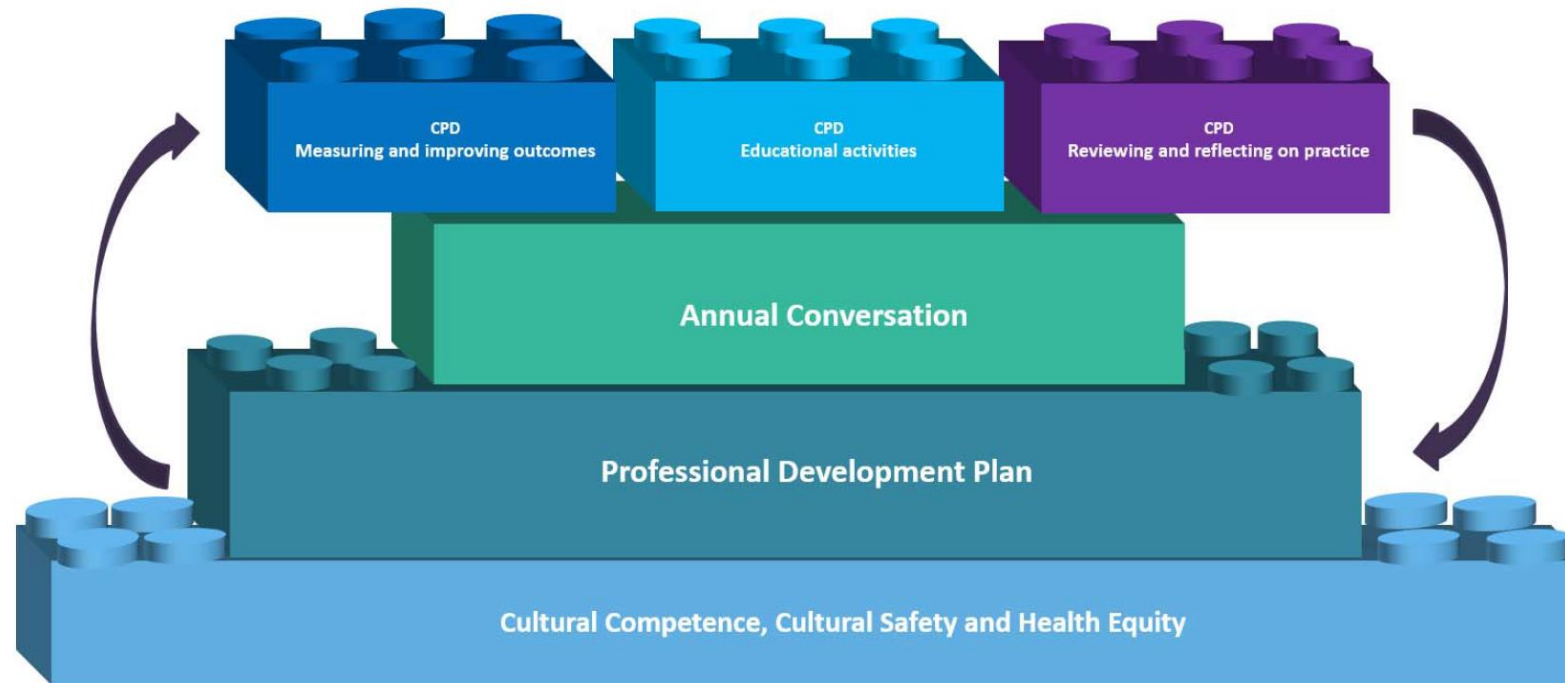 CPD
Measuring and improving outcomes
CPD
Educational activities
CPD
Reviewing and reflecting on practice
Annual Conversation
Professional Development Plan
Cultural Competence, Cultural Safety and Health Equity